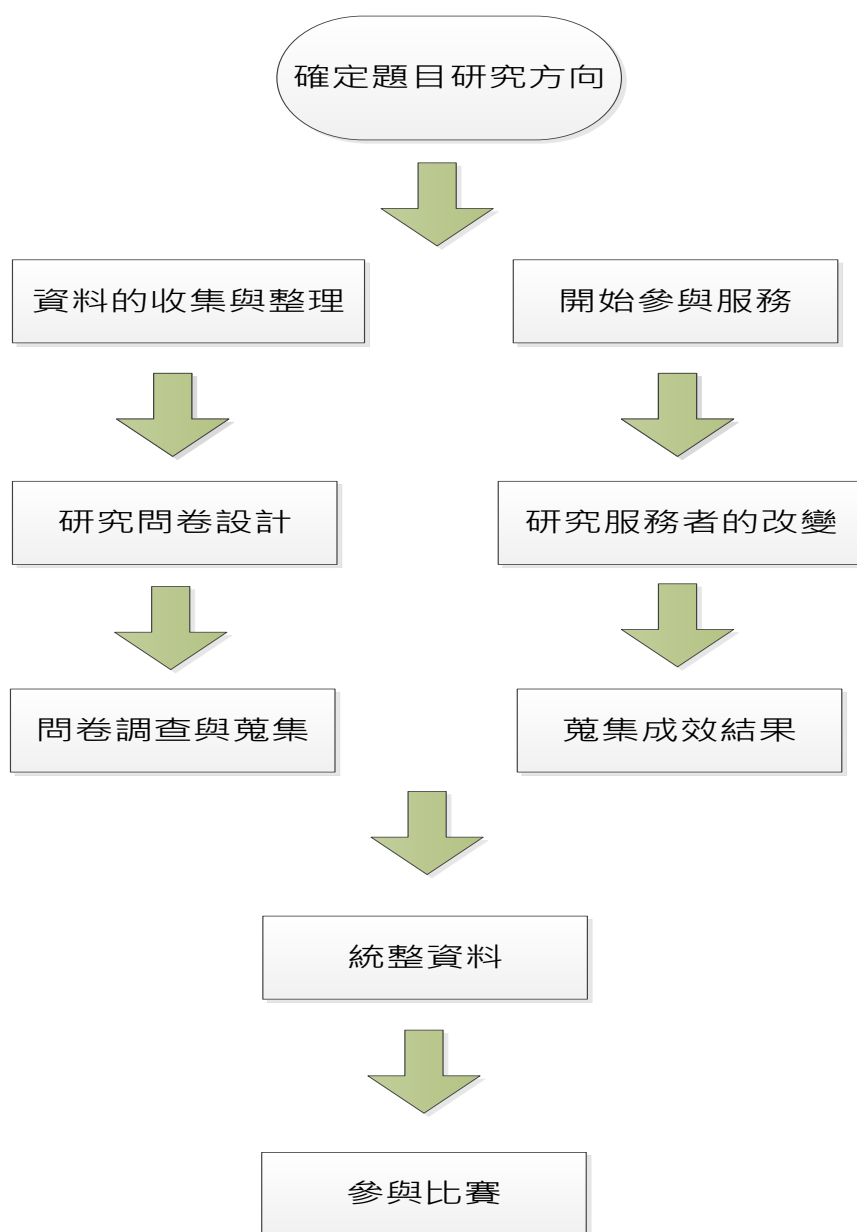 確定題目研究方向
資料的收集與整理
開始參與服務
研究問卷設計
研究服務者的改變
問卷調查與蒐集
蒐集成效結果
統整資料
參與比賽